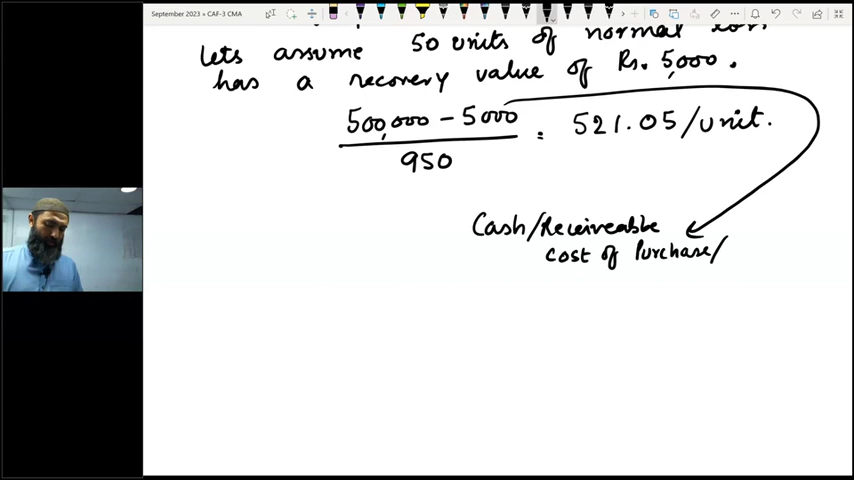 September 2023 » CAF-3 CMA
Lets assume 50 units of normal loss
has a recovery value of Rs. 5,000.
500,000 - 5000
950
= 521.05/unit.
Cash/Receiveable
cost of Purchase/